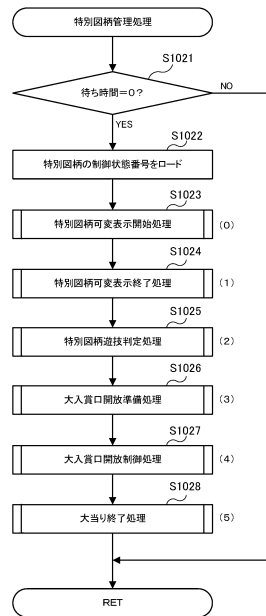 特別図柄管理処理
S1021
待ち時間=0?
NO
YES
S1022
特別図柄の制御状態番号をロード
S1023
特別図柄可変表示開始処理
(0)
S1024
特別図柄可変表示終了処理
(1)
S1025
特別図柄遊技判定処理
(2)
S1026
大入賞口開放準備処理
(3)
S1027
大入賞口開放制御処理
(4)
S1028
大当り終了処理
(5)
RET